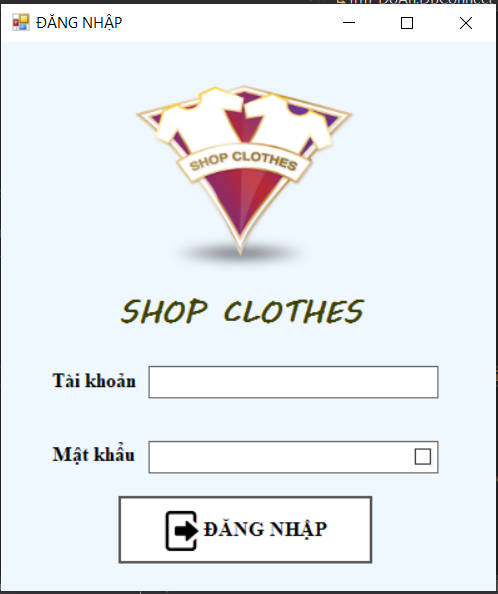 ĐĂNG NHẬP
SHOP CLOTHES
SHOP CLOTHES
Tài khoản
Mật khẩu
ĐĂNG NHẬP